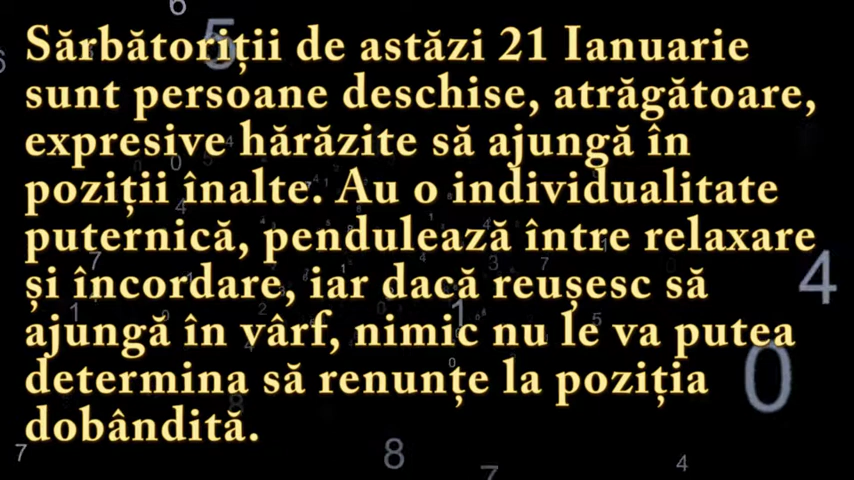 Sărbătoriții de astăzi 21 Ianuarie
sunt persoane deschise, atrăgătoare,
expresive hărăzite să ajungă în
poziții înalte. Au o individualitate
puternică, pendulează între relaxare
și încordare, iar dacă reușesc să
ajungă în vârf, nimic nu le va putea
determina să renunțe la poziția
dobândită.